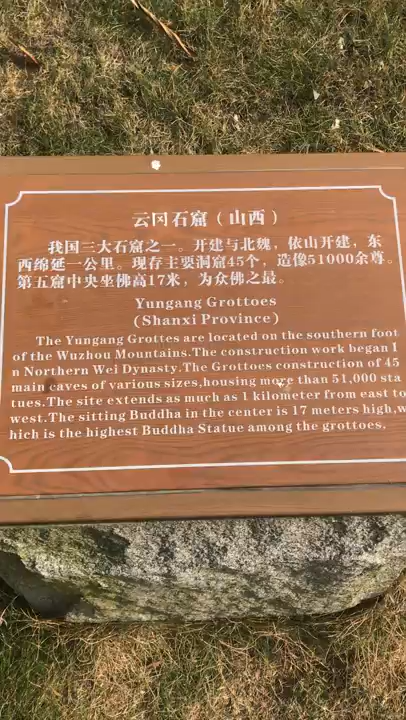 云冈石窟（山西）
我国三大石窟之一。开建与北魏，依山开建，东
西绵延一公里。现存主要洞窟45个，造像51000余尊。
第五窟中央坐佛高17米，为众佛之最。
Yungang Grottoes
(Shanxi Province)
The Yungang Grottes are located on the southern foot
of the Wuzhou Mountains.The construction work began I
n Northern Wei Dynasty.The Grottoes construction of 45
main caves of various sizes,housing more than 51,000 sta
tues.The site extends as much as 1 kilometer from east to
west.The sitting Buddha in the center is 17 meters high,w
hich is the highest Buddha Statue among the grottoes.